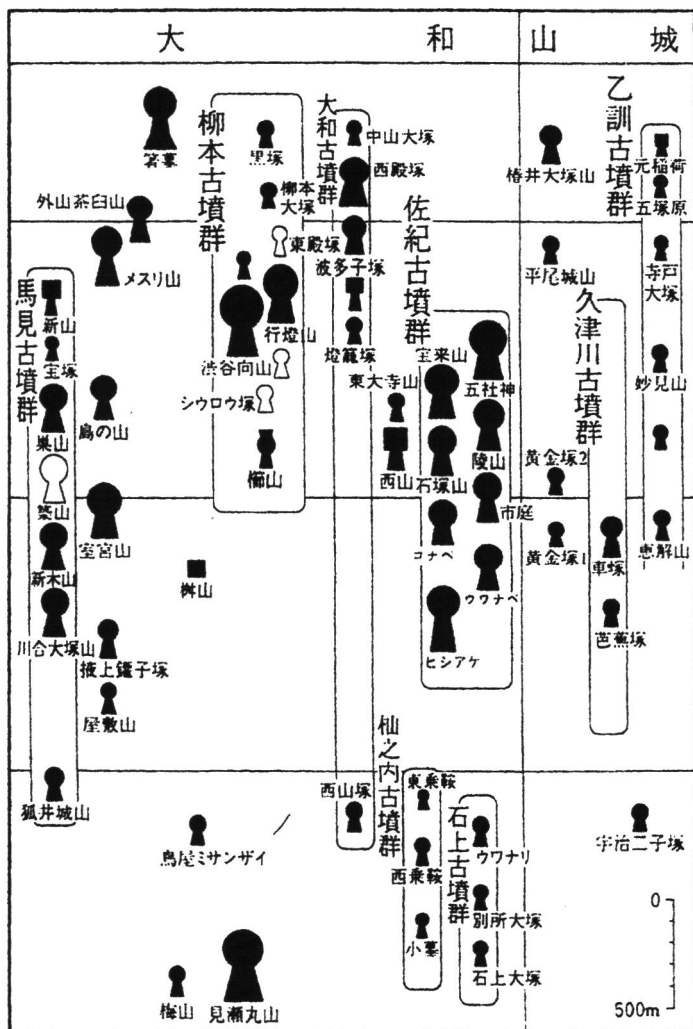 大和
山城
箸墓
外山茶臼山
メスリ山
柳本古墳群
黒塚
柳本
大塚
東殿塚
行燈山
渋谷向山
シウロウ塚
櫛山
大和古墳群
中山大塚
西殿塚
波多子塚
燈籠塚
西山塚
馬見古墳群
新山
宝塚
巣山
築山
新木山
川合大塚山
狐井城山
島の山
室宮山
掖上鑵子塚
屋敷山
桝山
鳥屋ミサンザイ
梅山
見瀬丸山
東大寺山
西山
佐紀古墳群
宝来山
五社神
陵山
石塚山
市庭
コナベ
ウワナベ
ヒシアゲ
杣之内古墳群
東乗鞍
西乗鞍
小墓
石上古墳群
ウワナリ
別所大塚
石上大塚
椿井大塚山
平尾城山
黄金塚2
黄金塚1
久津川古墳群
車塚
芭蕉塚
乙訓古墳群
元稲荷
五塚原
寺戸
大塚
妙見山
恵解山
宇治二子塚
0
500m